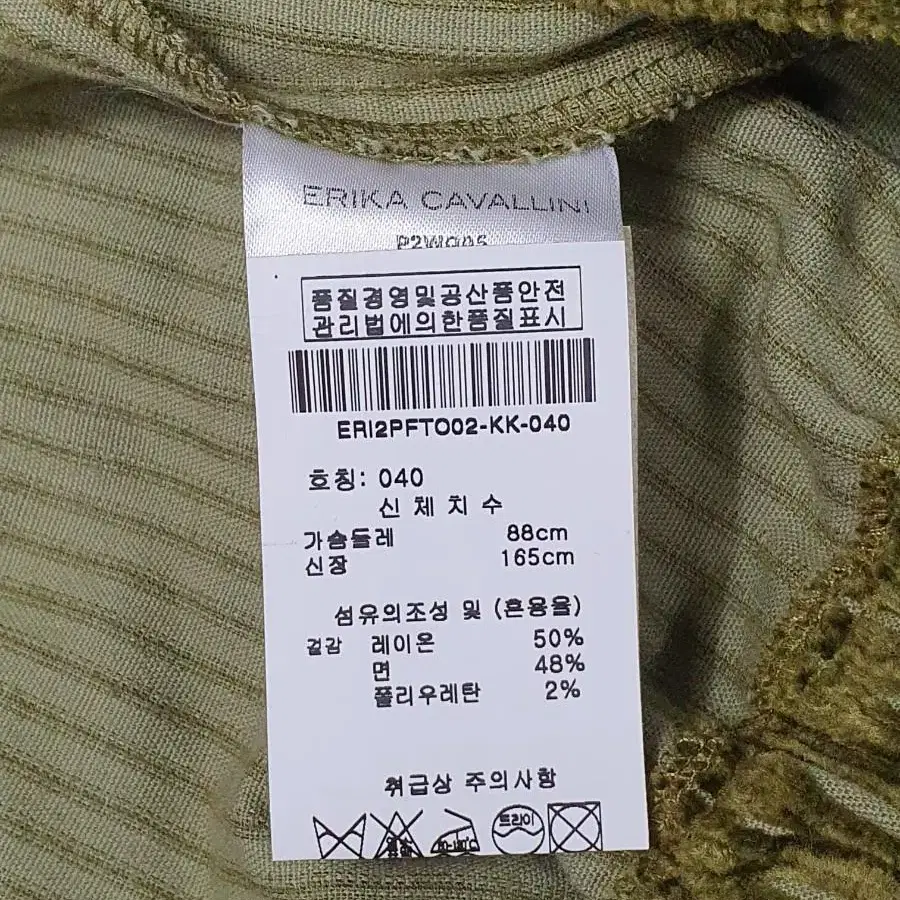 ERIKA CAVALLINI
P2WO05
품질경영및공산품안전
관리법에의한품질표시
ERI2PFTO02-KK-040
호칭: 040
신체치수
가슴둘레 88cm
신장 165cm
섬유의조성 및 (혼용율)
겉감 레이온 50%
면 48%
폴리우레탄 2%
취급상 주의사항
드라이